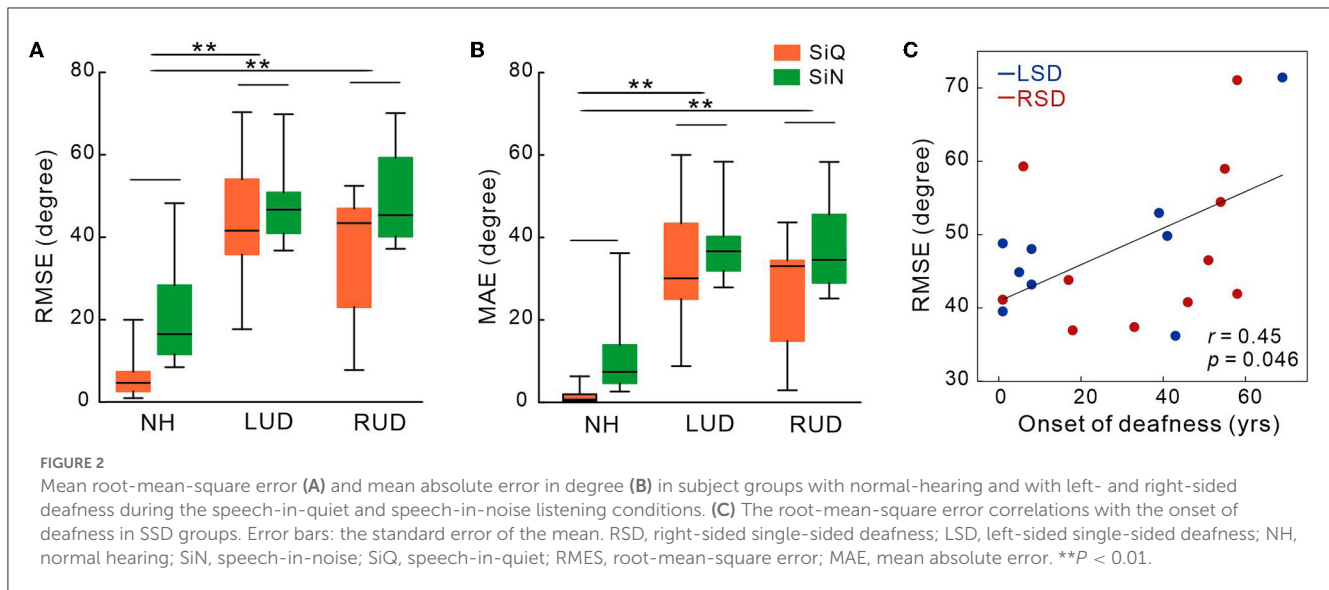 A
**
**
80
60
40
20
0
RMSE (degree)
NH
LUD
RUD
B
SiQ
SiN
**
**
80
60
40
20
0
MAE (degree)
NH
LUD
RUD
C
LSD
RSD
70
60
50
40
30
RMSE (degree)
r = 0.45
p = 0.046
0
20
40
60
Onset of deafness (yrs)
FIGURE 2
Mean root-mean-square error (A) and mean absolute error in degree (B) in subject groups with normal-hearing and with left- and right-sided
deafness during the speech-in-quiet and speech-in-noise listening conditions. (C) The root-mean-square error correlations with the onset of
deafness in SSD groups. Error bars: the standard error of the mean. RSD, right-sided single-sided deafness; LSD, left-sided single-sided deafness; NH,
normal hearing; SiN, speech-in-noise; SiQ, speech-in-quiet; RMES, root-mean-square error; MAE, mean absolute error. **P < 0.01.